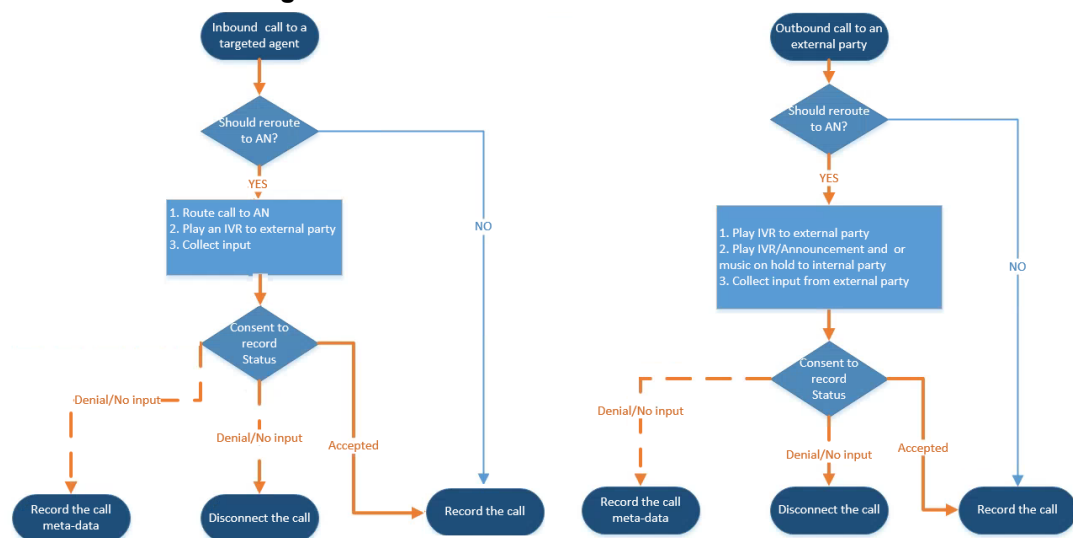 Inbound call to a
targeted agent
Should reroute
to AN?
YES
1. Route call to AN
2. Play an IVR to external party
3. Collect input
NO
Consent to
record
Status
Denial/No input
Denial/No input
Accepted
Record the call
meta-data
Disconnect the call
Record the call
Outbound call to an
external party
Should reroute
to AN?
YES
1. Play IVR to external party
2. Play IVR/Announcement and or
music on hold to internal party
3. Collect input from external party
NO
Consent to
record
Status
Denial/No input
Denial/No input
Accepted
Record the call
meta-data
Disconnect the call
Record the call